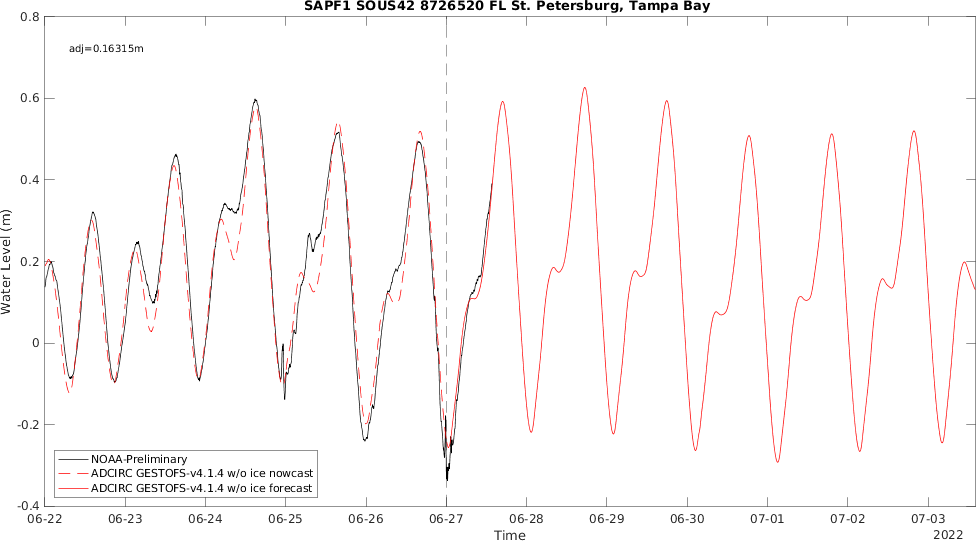 SAPF1 SOUS42 8726520 FL St. Petersburg, Tampa Bay
adj=0.16315m
Water Level (m)
0.8
0.6
0.4
0.2
0
-0.2
-0.4
NOAA-Preliminary
ADCIRC GESTOFS-v4.1.4 w/o ice nowcast
ADCIRC GESTOFS-v4.1.4 w/o ice forecast
06-22 06-23 06-24 06-25 06-26 06-27 06-28 06-29 06-30 07-01 07-02 07-03
Time
2022